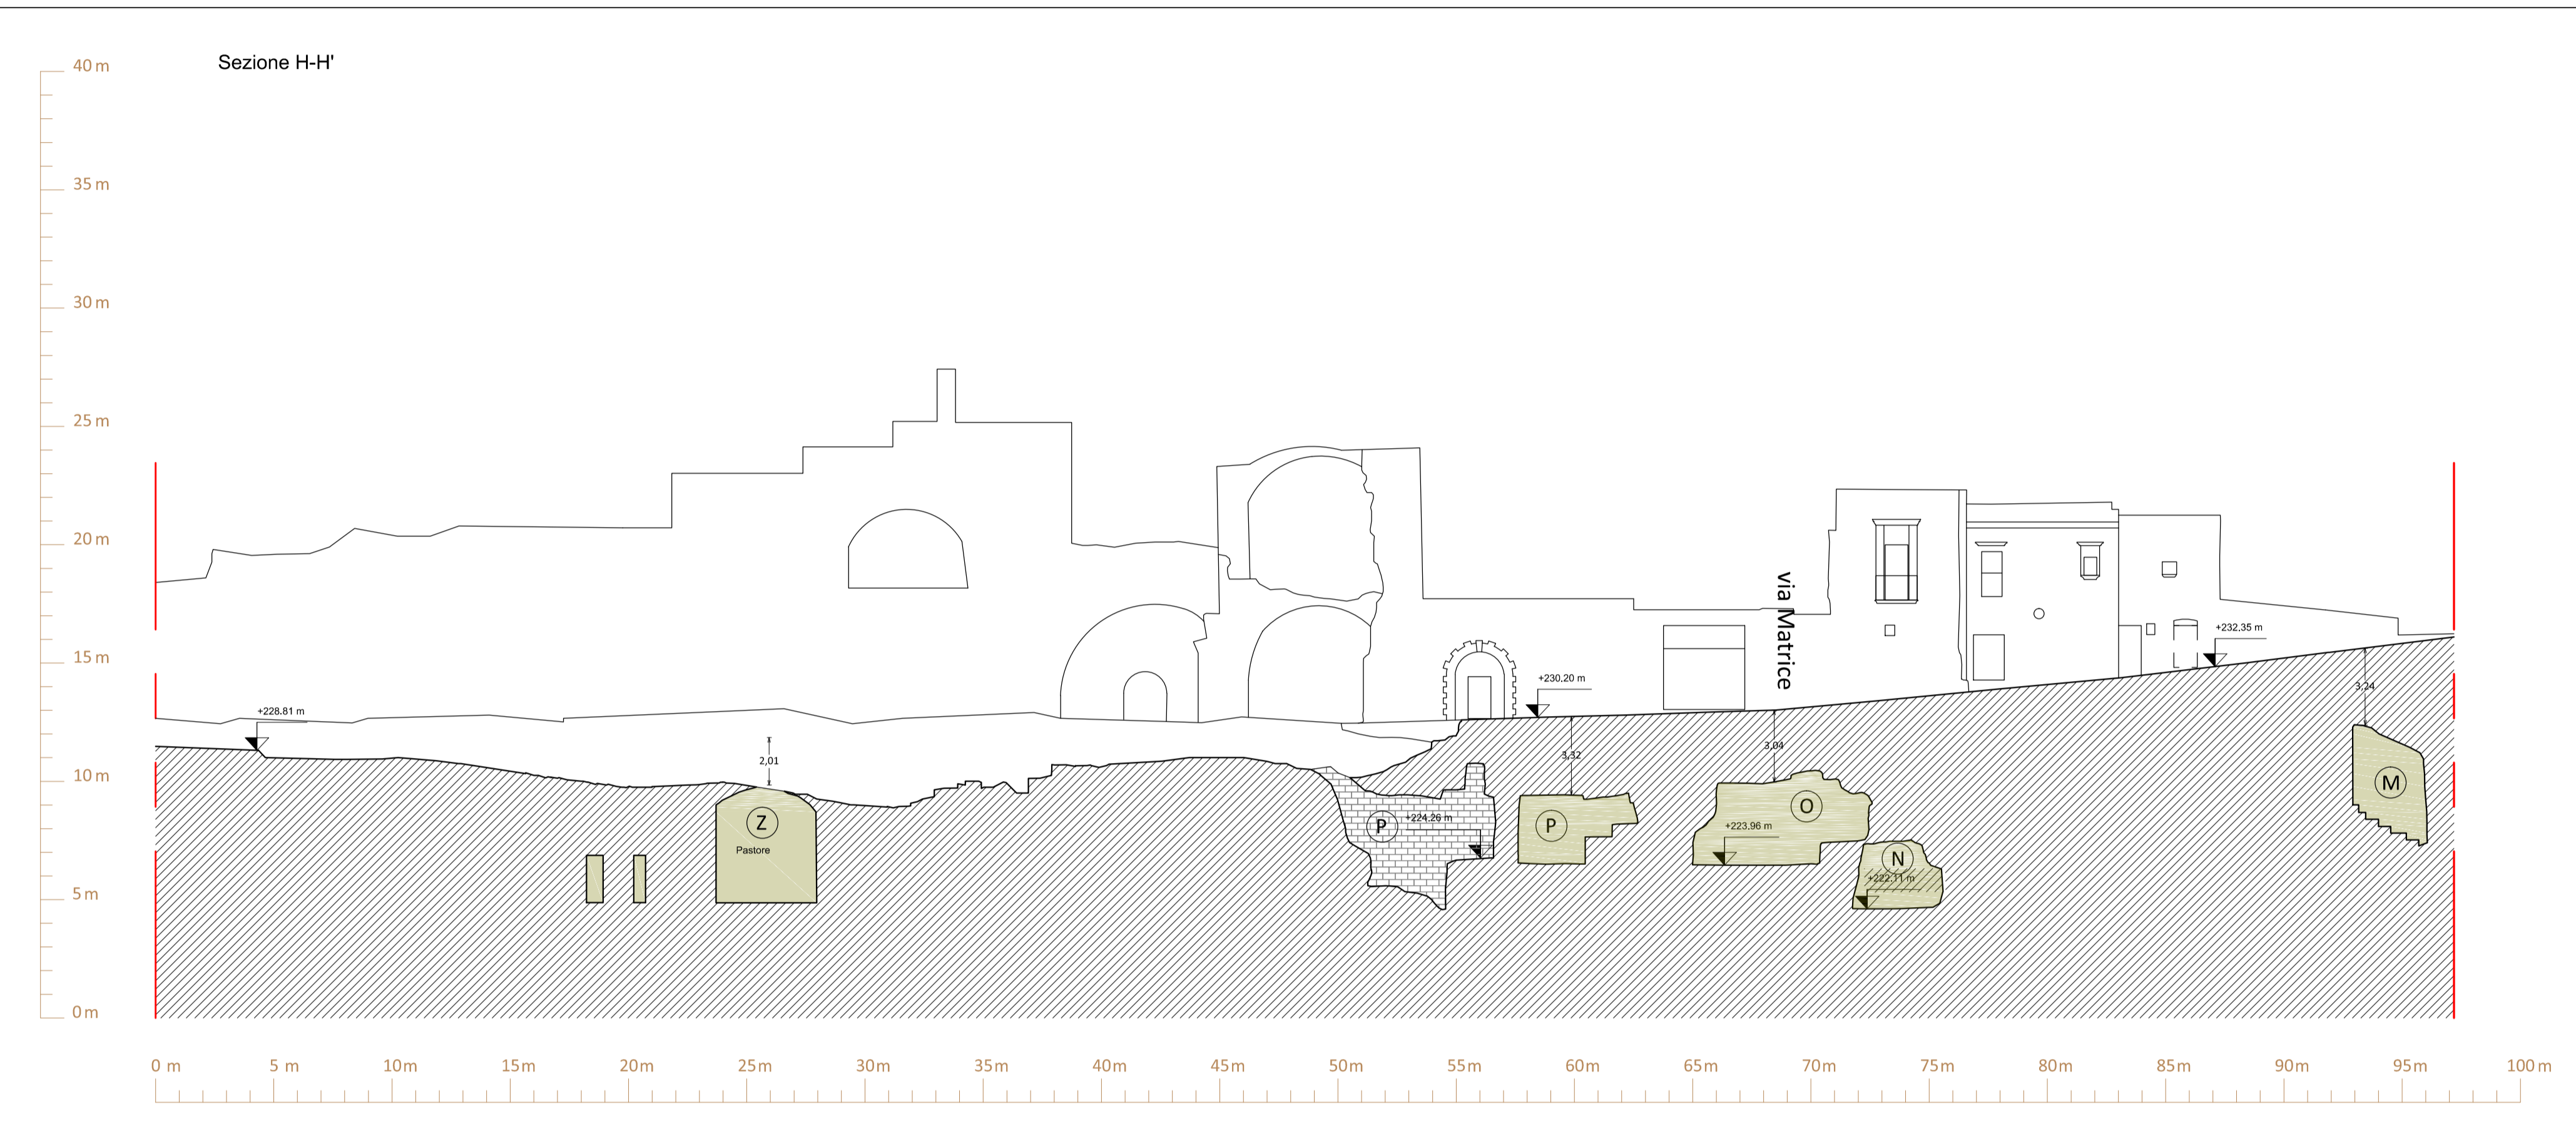 Sezione H-H'
40 m
35 m
30 m
25 m
20 m
15 m
10 m
5 m
0 m
via Matrice
+232.35 m
+230.20 m
3,24
+228.81 m
3,04
3,32
2,01
M
O
+224.26 m
Z
P
P
+223.96 m
Pastore
N
+222.11 m
0 m 5 m 10m 15m 20m 25m 30m 35m 40m 45m 50m 55m 60m 65m 70m 75m 80m 85m 90m 95m 100 m